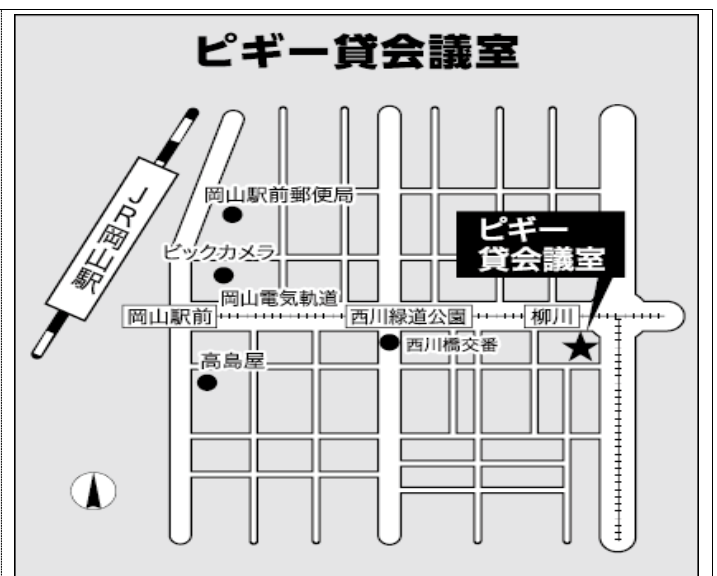 ピギー貸会議室
JR岡山駅
岡山駅前郵便局
ビックカメラ
ピギー
貸会議室
岡山電気軌道
岡山駅前
西川緑道公園
柳川
西川橋交番
高島屋